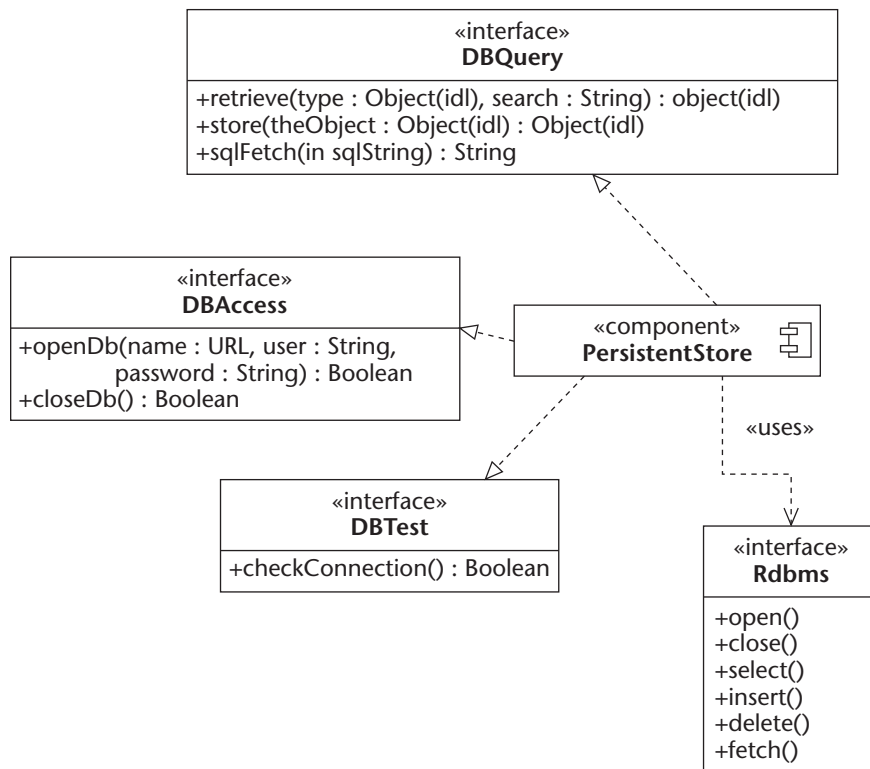 «interface»
DBQuery
+retrieve(type : Object(idl), search : String) : object(idl)
+store(theObject : Object(idl) : Object(idl)
+sqlFetch(in sqlString) : String
«interface»
DBAccess
+openDb(name : URL, user : String,
password : String) : Boolean
+closeDb() : Boolean
«component»
PersistentStore
«uses»
«interface»
DBTest
+checkConnection() : Boolean
«interface»
Rdbms
+open()
+close()
+select()
+insert()
+delete()
+fetch()